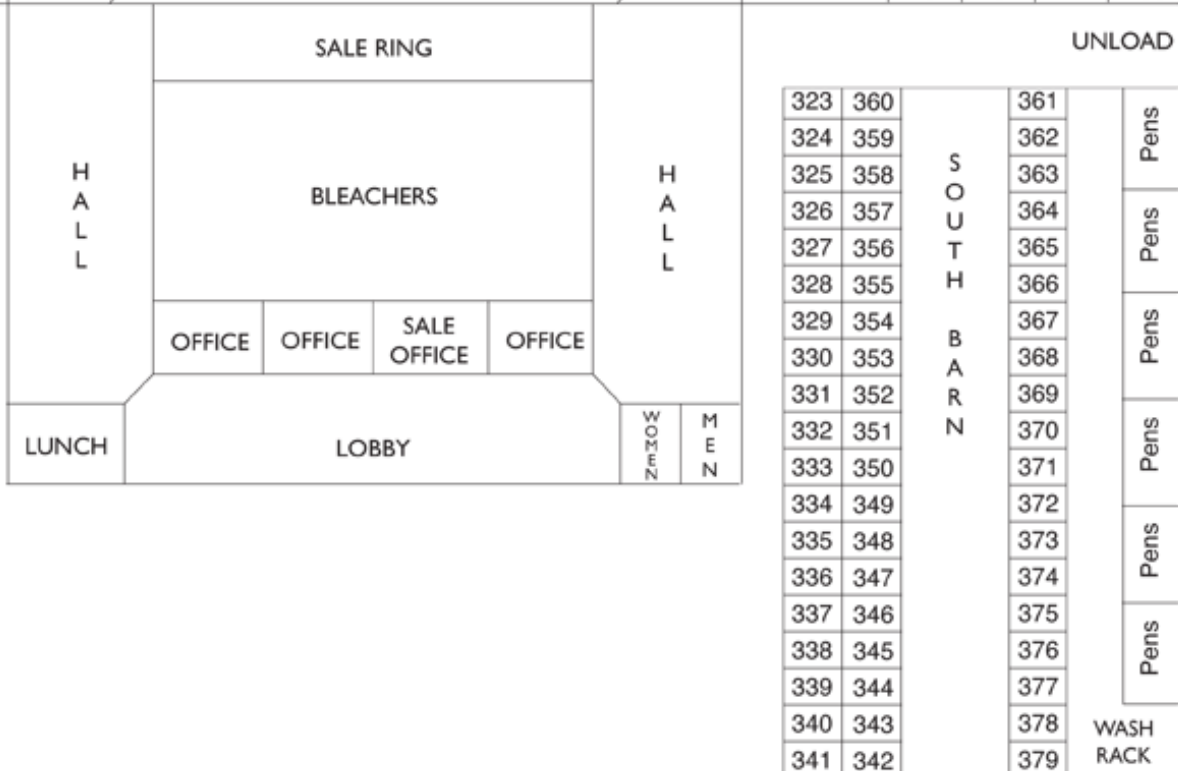 SALE RING
UNLOAD
HALL
BLEACHERS
HALL
OFFICE
OFFICE
SALE
OFFICE
OFFICE
LUNCH
LOBBY
WOMEN
MEN
323 360
324 359
325 358
326 357
327 356
328 355
329 354
330 353
331 352
332 351
333 350
334 349
335 348
336 347
337 346
338 345
339 344
340 343
341 342
SOUTH BARN
361
362
363
364
365
366
367
368
369
370
371
372
373
374
375
376
377
378
379
Pens
Pens
Pens
Pens
Pens
Pens
WASH
RACK